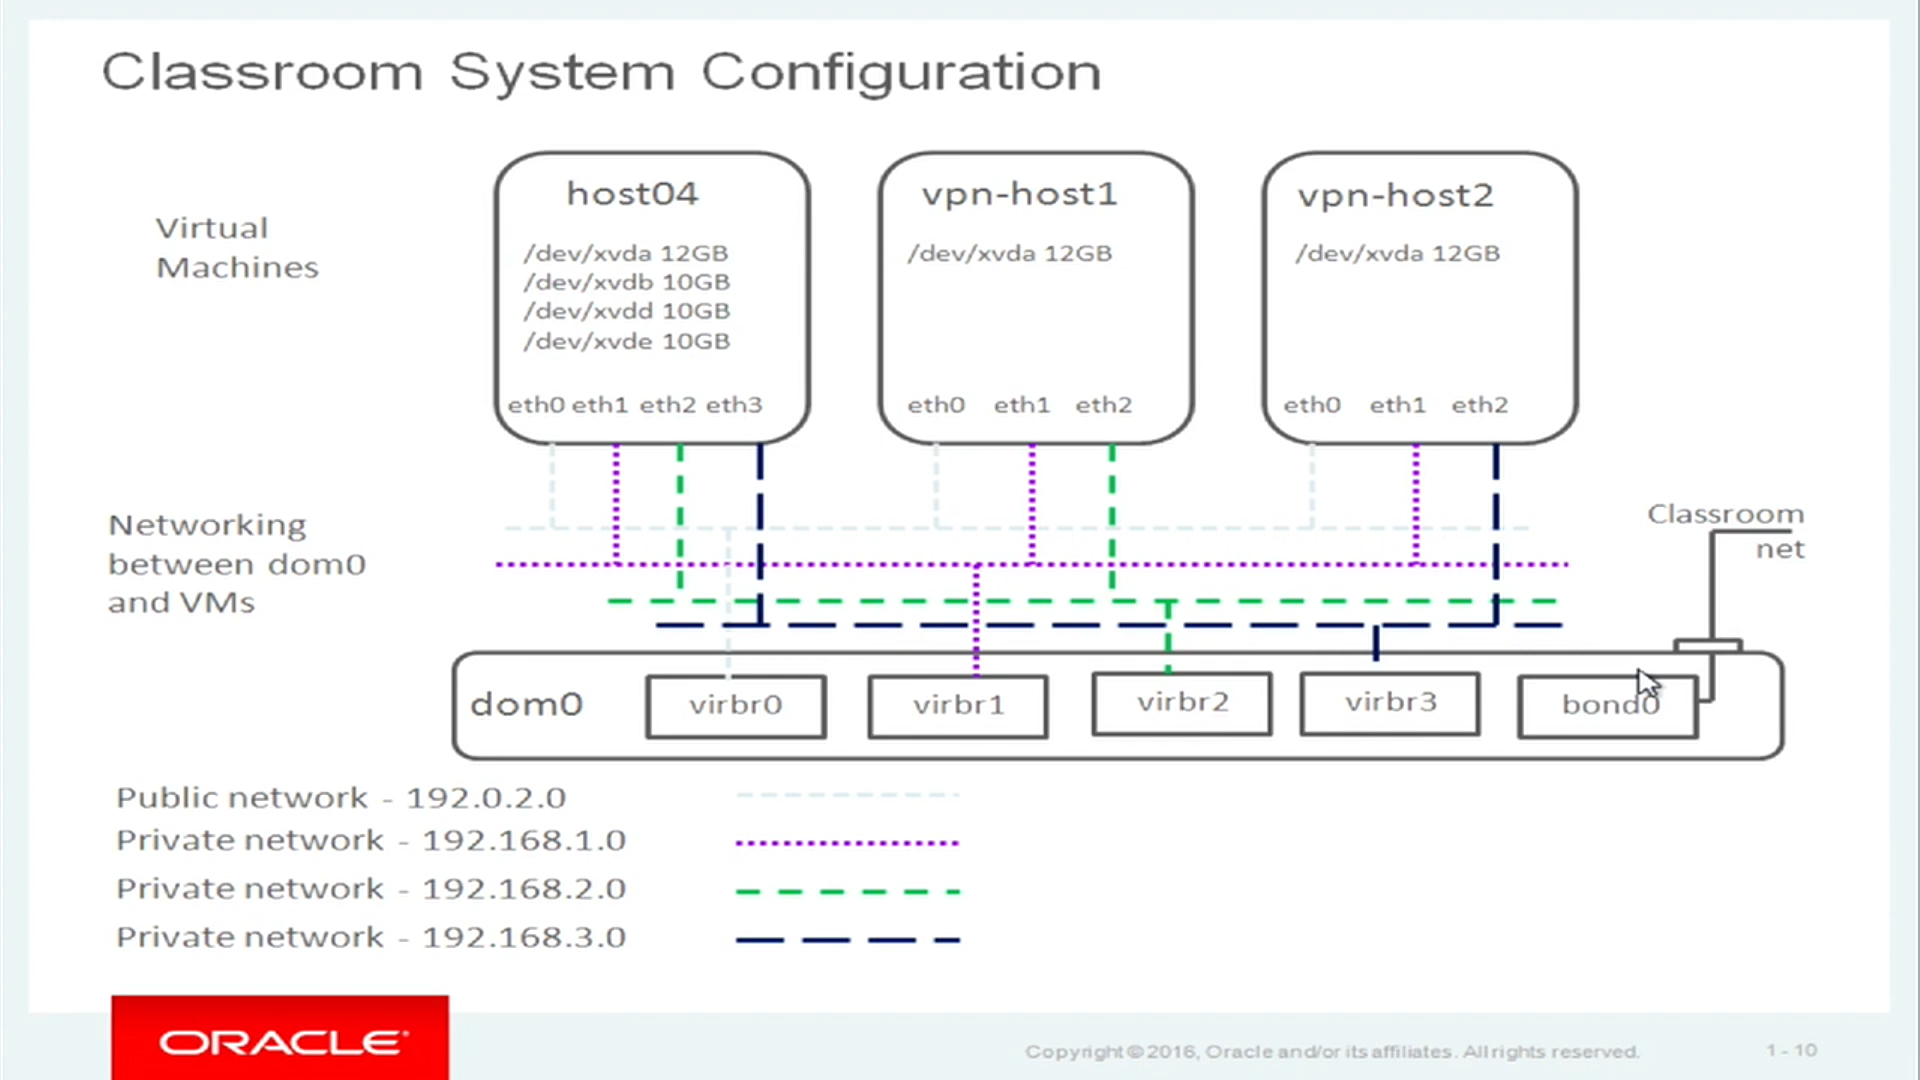 Classroom System Configuration
Virtual
Machines
host04
/dev/xvda 12GB
/dev/xvdb 10GB
/dev/xvdd 10GB
/dev/xvde 10GB
eth0 eth1 eth2 eth3
vpn-host1
/dev/xvda 12GB
eth0 eth1 eth2
vpn-host2
/dev/xvda 12GB
eth0 eth1 eth2
Networking
between dom0
and VMs
Classroom
net
dom0
virbr0
virbr1
virbr2
virbr3
bond0
Public network - 192.0.2.0
Private network - 192.168.1.0
Private network - 192.168.2.0
Private network - 192.168.3.0
ORACLE®
Copyright © 2016, Oracle and/or its affiliates. All rights reserved.
1 - 10